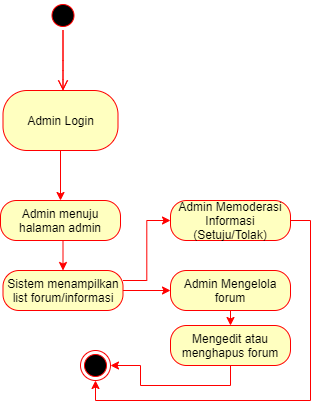 Admin Login
Admin menuju
halaman admin
Sistem menampilkan
list forum/informasi
Admin Memoderasi
Informasi
(Setuju/Tolak)
Admin Mengelola
forum
Mengedit atau
menghapus forum